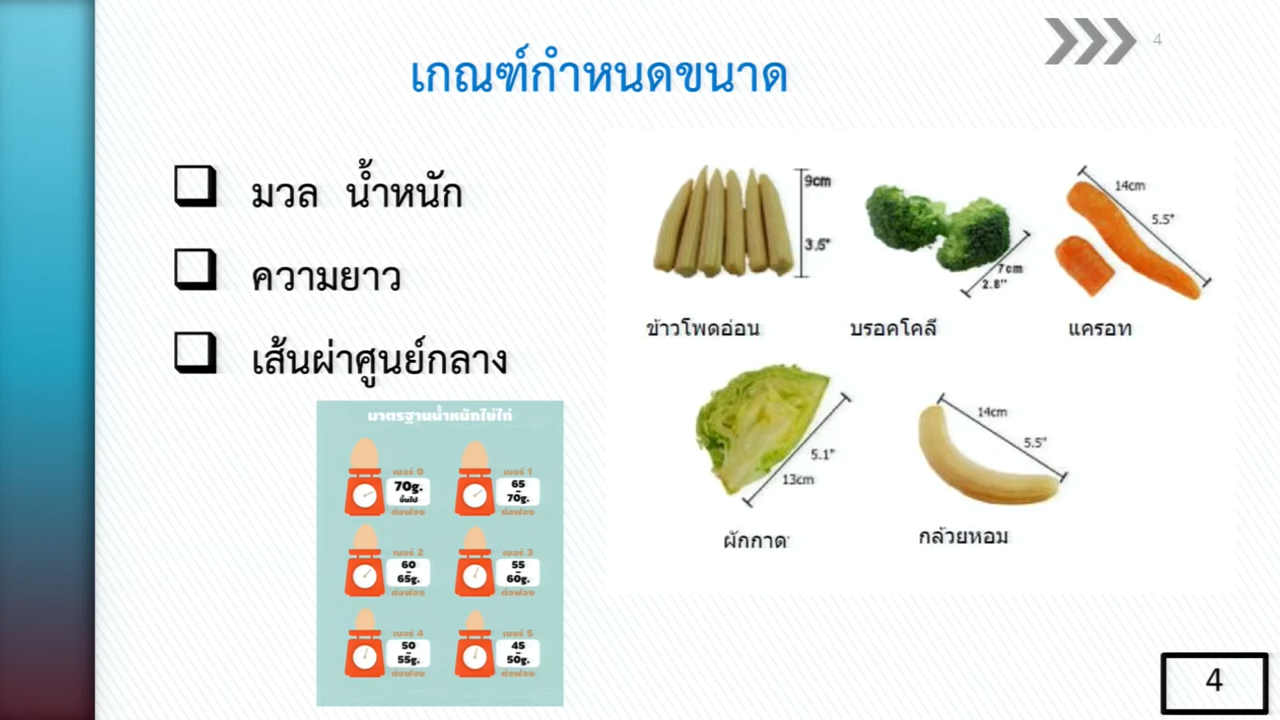 4
เกณฑ์กำหนดขนาด
มวล น้ำหนัก
ความยาว
เส้นผ่าศูนย์กลาง
9cm
3.5"
7cm
2.8"
14cm
5.5"
ข้าวโพดอ่อน
บรอคโคลี
แครอท
5.1"
13cm
14cm
5.5"
ผักกาด
กล้วยหอม
มาตรฐานน้ำหนักไข่ไก่
เบอร์ 0
70g.
ขึ้นไป
ต่อฟอง
เบอร์ 1
65
-
70g.
ต่อฟอง
เบอร์ 2
60
-
65g.
ต่อฟอง
เบอร์ 3
55
-
60g.
ต่อฟอง
เบอร์ 4
50
-
55g.
ต่อฟอง
เบอร์ 5
45
-
50g.
ต่อฟอง
4